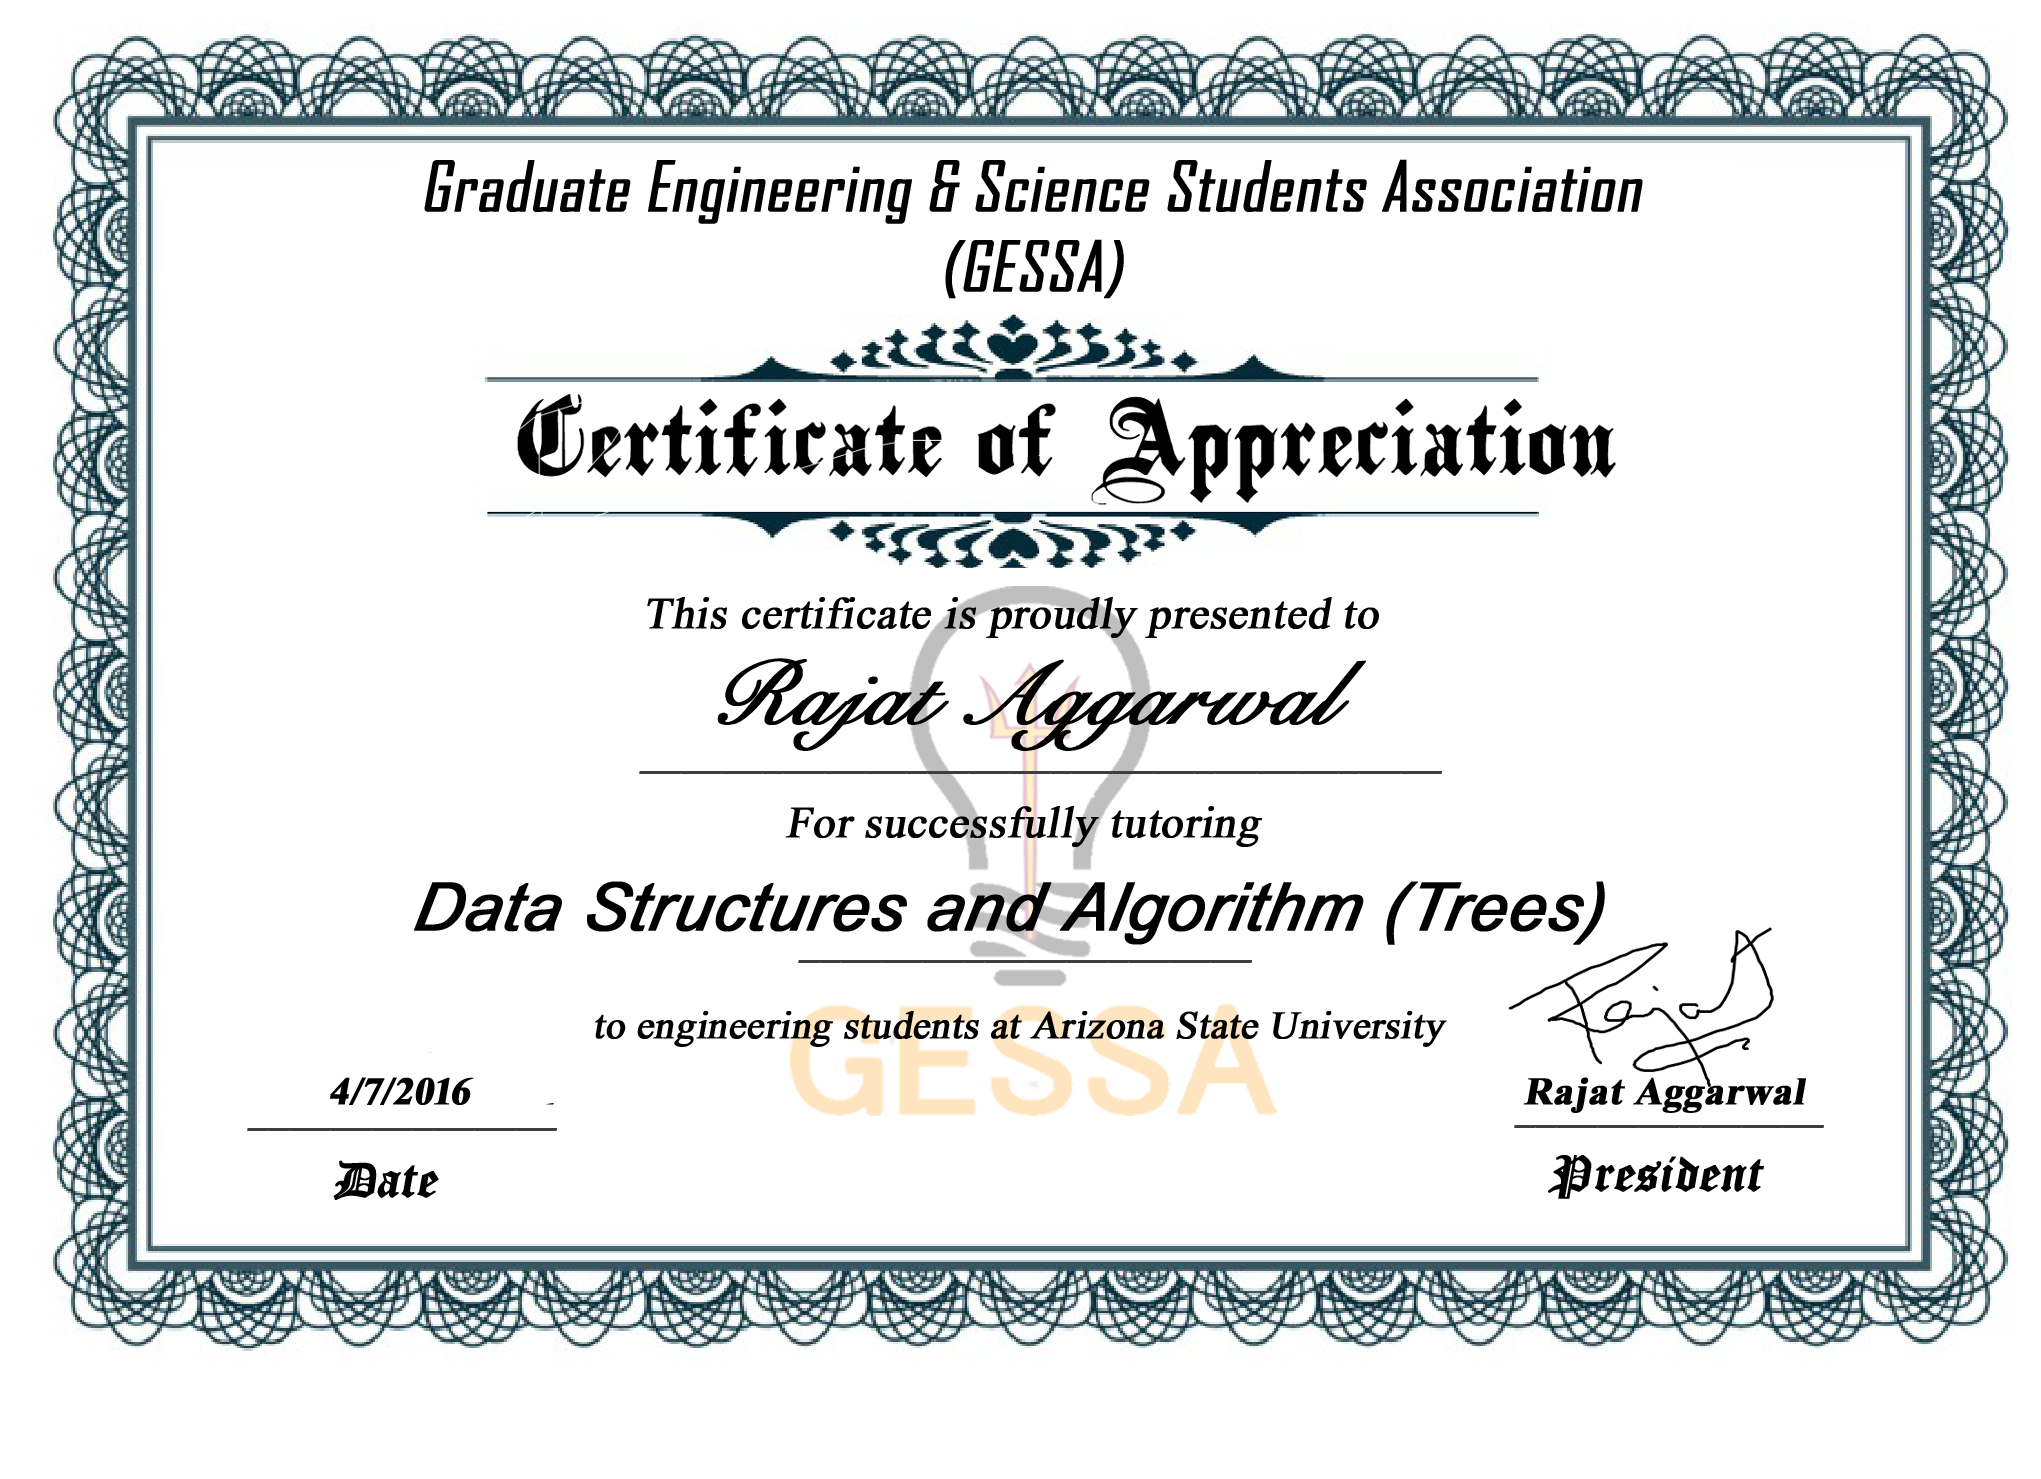 Graduate Engineering & Science Students Association
(GESSA)
Certificate of Appreciation
This certificate is proudly presented to
Rajat Aggarwal
For successfully tutoring
Data Structures and Algorithm (Trees)
to engineering students at Arizona State University
GESSA
4/7/2016
Date
Rajat
Rajat Aggarwal
President